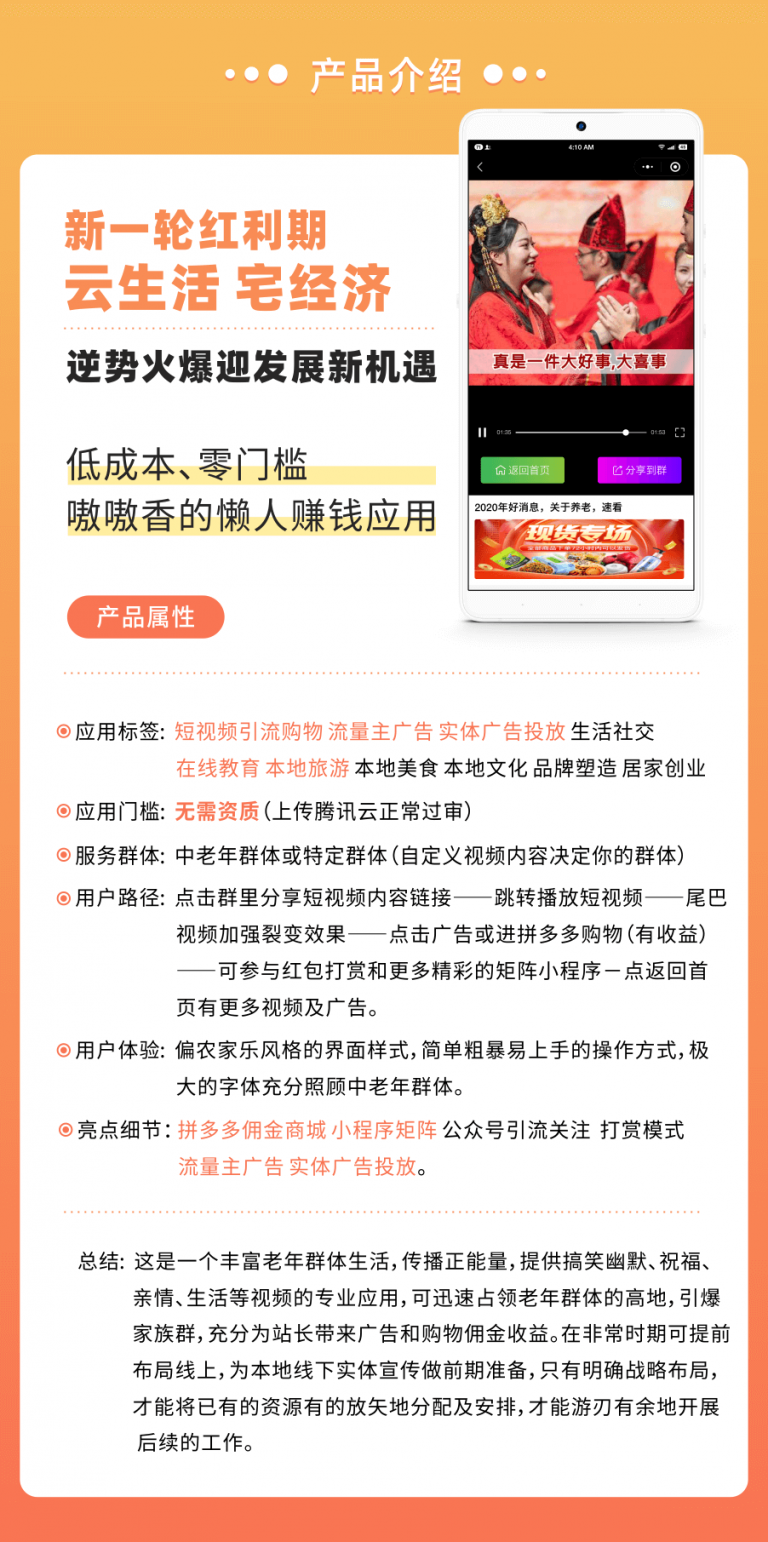 产品介绍
新一轮红利期
云生活 宅经济
逆势火爆迎发展新机遇
低成本、零门槛
嗷嗷香的懒人赚钱应用
产品属性
4:10 AM
真是一件大好事,大喜事
01:35
01:53
返回首页
分享到群
2020年好消息，关于养老，速看
现货专场
全部商品下单72小时内可以发货
应用标签: 短视频引流购物 流量主广告 实体广告投放 生活社交
在线教育 本地旅游 本地美食 本地文化 品牌塑造 居家创业
应用门槛: 无需资质（上传腾讯云正常过审）
服务群体: 中老年群体或特定群体（自定义视频内容决定你的群体）
用户路径: 点击群里分享短视频内容链接——跳转播放短视频——尾巴
视频加强裂变效果——点击广告或进拼多多购物（有收益）
——可参与红包打赏和更多精彩的矩阵小程序－点返回首
页有更多视频及广告。
用户体验: 偏农家乐风格的界面样式，简单粗暴易上手的操作方式，极
大的字体充分照顾中老年群体。
亮点细节: 拼多多佣金商城 小程序矩阵 公众号引流关注 打赏模式
流量主广告 实体广告投放。
总结: 这是一个丰富老年群体生活，传播正能量，提供搞笑幽默、祝福、
亲情、生活等视频的专业应用，可迅速占领老年群体的高地，引爆
家族群，充分为站长带来广告和购物佣金收益。在非常时期可提前
布局线上，为本地线下实体宣传做前期准备，只有明确战略布局，
才能将已有的资源有的放矢地分配及安排，才能游刃有余地开展
后续的工作。